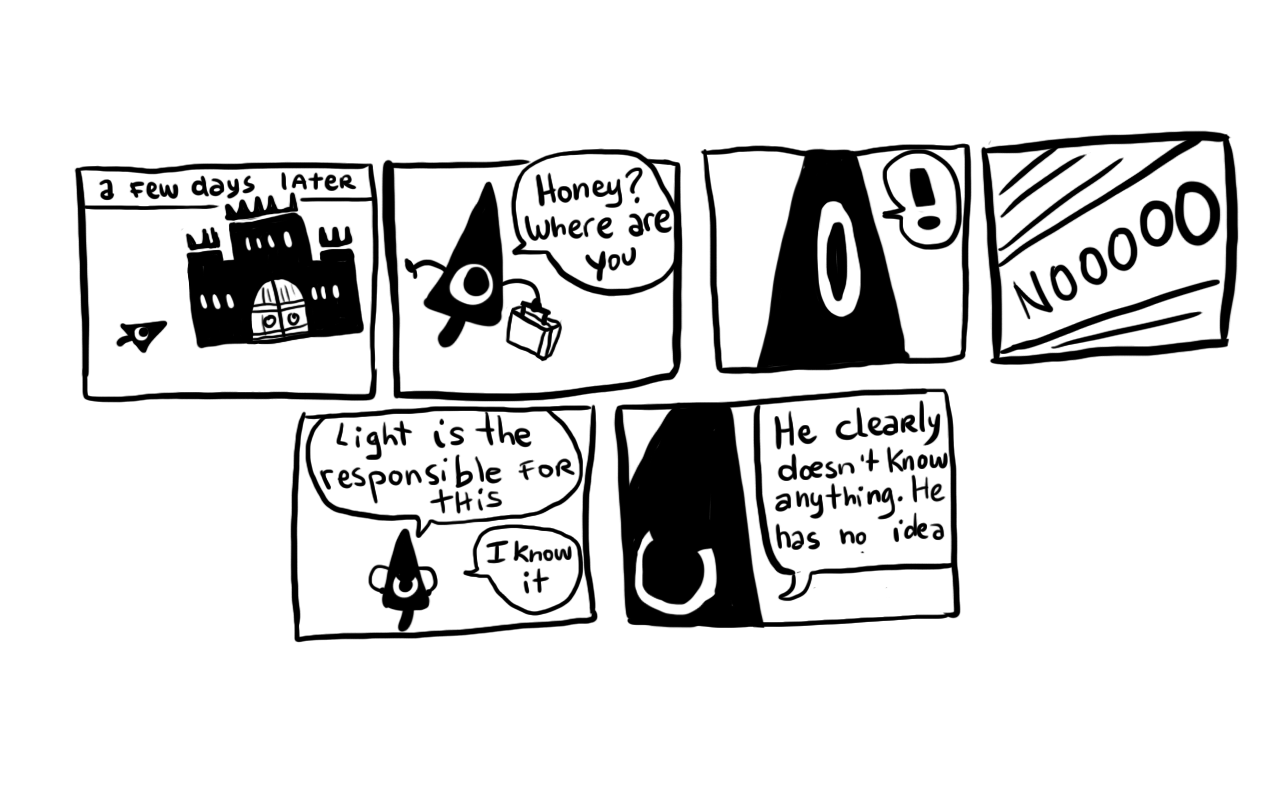 a few days later
Honey?
Where are
you
!
NOOOOO
Light is the
responsible FOR
THiS
I know
it
He clearly
doesn't know
anything. He
has no idea